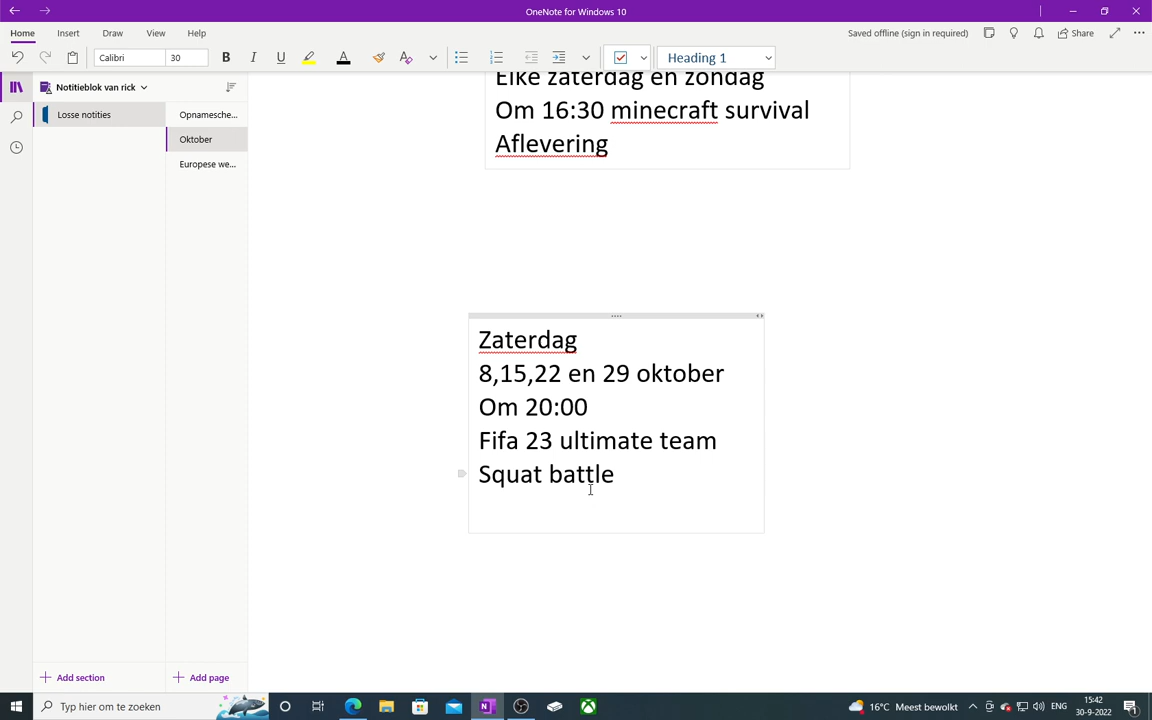 OneNote for Windows 10
Home Insert Draw View Help
Saved offline (sign in required) Share
Calibri 30 B I U A Heading 1
Notitieblok van rick
Losse notities
Opnamesche...
Oktober
Europese we...
Elke zaterdag en zondag
Om 16:30 minecraft survival
Aflevering
Zaterdag
8,15,22 en 29 oktober
Om 20:00
Fifa 23 ultimate team
Squat battle
Add section
Add page
Typ hier om te zoeken
16°C Meest bewolkt
ENG
15:42
30-9-2022
1